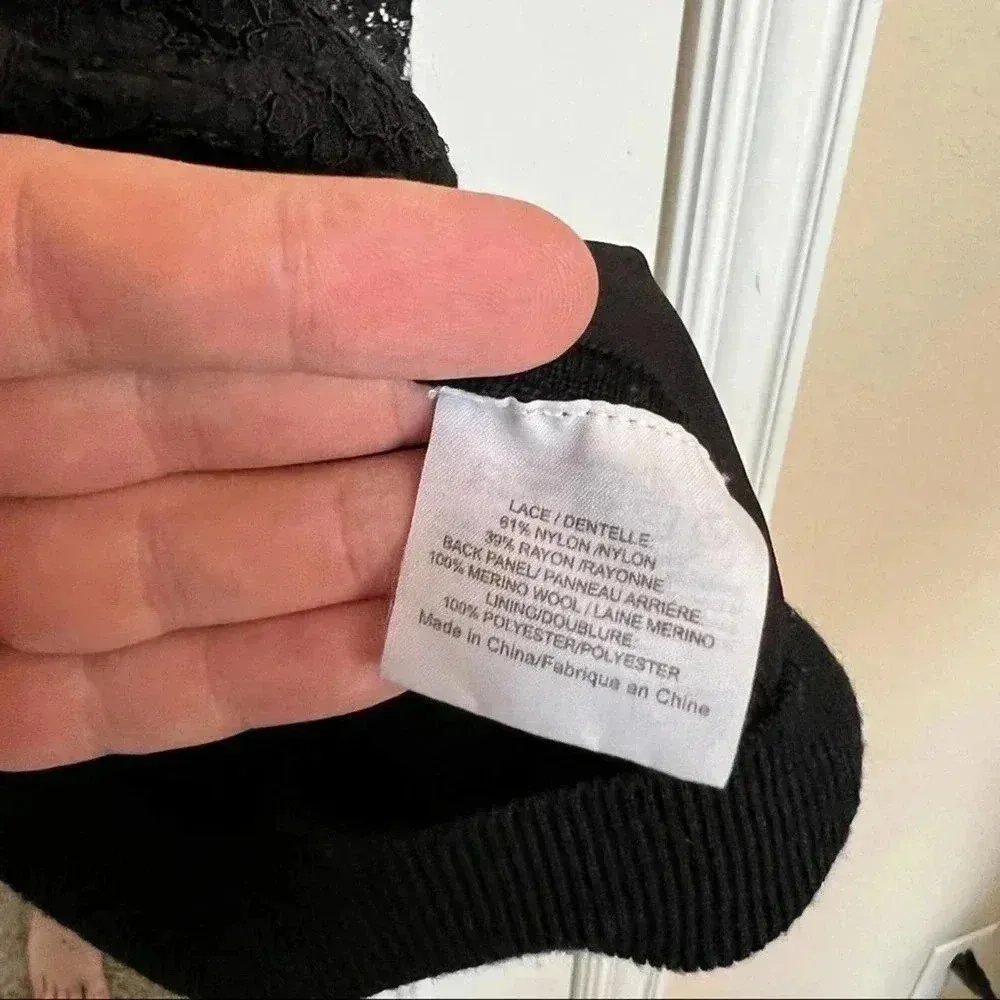 LACE / DENTELLE:
61% NYLON /NYLON
39% RAYON /RAYONNE
BACK PANEL/ PANNEAU ARRIÈRE:
100% MERINO WOOL / LAINE MERINO
LINING/DOUBLURE:
100% POLYESTER/POLYESTER
Made in China/Fabrique an Chine